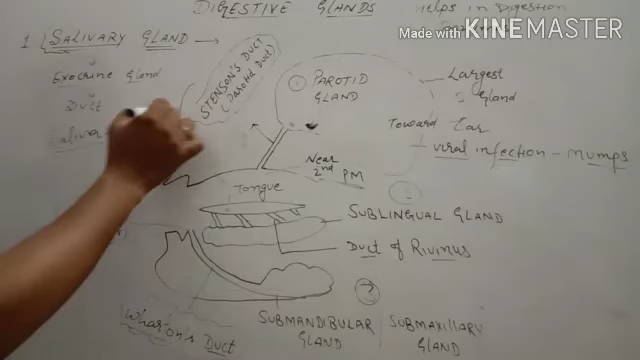 DIGESTIVE GLANDS
Helps in Digestion
Made With KINEMASTER
1 SALIVARY GLAND →
Exocrine Gland
Duct
Saliva
STENSON'S DUCT
(Parotid Duct)
① PAROTID
GLAND
Largest
S Gland
Toward Ear
viral infection - mumps
Near
2nd PM
Tongue
SUBLINGUAL GLAND
Duct of Rivinus
Wharton's Duct
SUBMANDIBULAR
GLAND
SUBMAXILLARY
GLAND